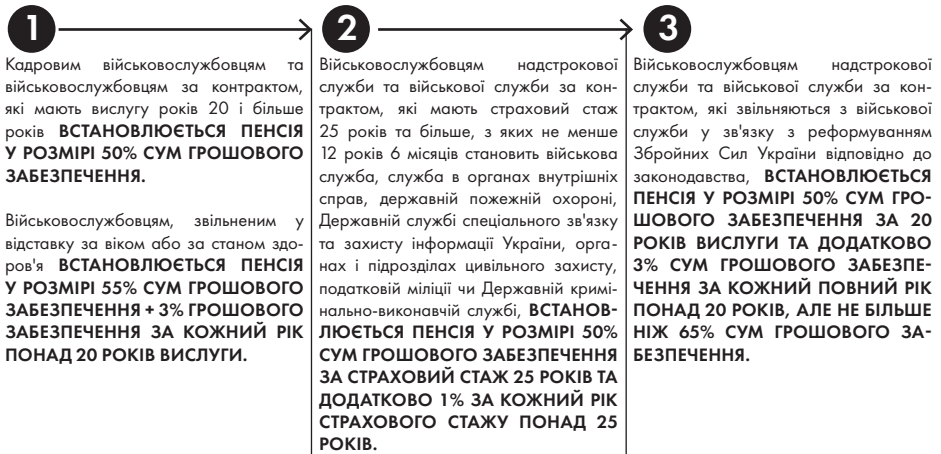 1
Кадровим військовослужбовцям та
військовослужбовцям за контрактом,
які мають вислугу років 20 і більше
років ВСТАНОВЛЮЄТЬСЯ ПЕНСІЯ
У РОЗМІРІ 50% СУМ ГРОШОВОГО
ЗАБЕЗПЕЧЕННЯ.
Військовослужбовцям, звільненим у
відставку за віком або за станом здо-
ров'я ВСТАНОВЛЮЄТЬСЯ ПЕНСІЯ
У РОЗМІРІ 55% СУМ ГРОШОВОГО
ЗАБЕЗПЕЧЕННЯ + 3% ГРОШОВОГО
ЗАБЕЗПЕЧЕННЯ ЗА КОЖНИЙ РІК
ПОНАД 20 РОКІВ ВИСЛУГИ.
2
Військовослужбовцям надстрокової
служби та військової служби за кон-
трактом, які мають страховий стаж
25 років та більше, з яких не менше
12 років 6 місяців становить військова
служба, служба в органах внутрішніх
справ, державній пожежній охороні,
Державній службі спеціального зв'язку
та захисту інформації України, орга-
нах і підрозділах цивільного захисту,
податковій міліції чи Державній кримі-
нально-виконавчій службі, ВСТАНОВ-
ЛЮЄТЬСЯ ПЕНСІЯ У РОЗМІРІ 50%
СУМ ГРОШОВОГО ЗАБЕЗПЕЧЕННЯ
ЗА СТРАХОВИЙ СТАЖ 25 РОКІВ ТА
ДОДАТКОВО 1% ЗА КОЖНИЙ РІК
СТРАХОВОГО СТАЖУ ПОНАД 25
РОКІВ.
3
Військовослужбовцям надстрокової
служби та військової служби за кон-
трактом, які звільняються з військової
служби у зв'язку з реформуванням
Збройних Сил України відповідно до
законодавства, ВСТАНОВЛЮЄТЬСЯ
ПЕНСІЯ У РОЗМІРІ 50% СУМ ГРО-
ШОВОГО ЗАБЕЗПЕЧЕННЯ ЗА 20
РОКІВ ВИСЛУГИ ТА ДОДАТКОВО
3% СУМ ГРОШОВОГО ЗАБЕЗПЕ-
ЧЕННЯ ЗА КОЖНИЙ ПОВНИЙ РІК
ПОНАД 20 РОКІВ, АЛЕ НЕ БІЛЬШЕ
НІЖ 65% СУМ ГРОШОВОГО ЗА-
БЕЗПЕЧЕННЯ.